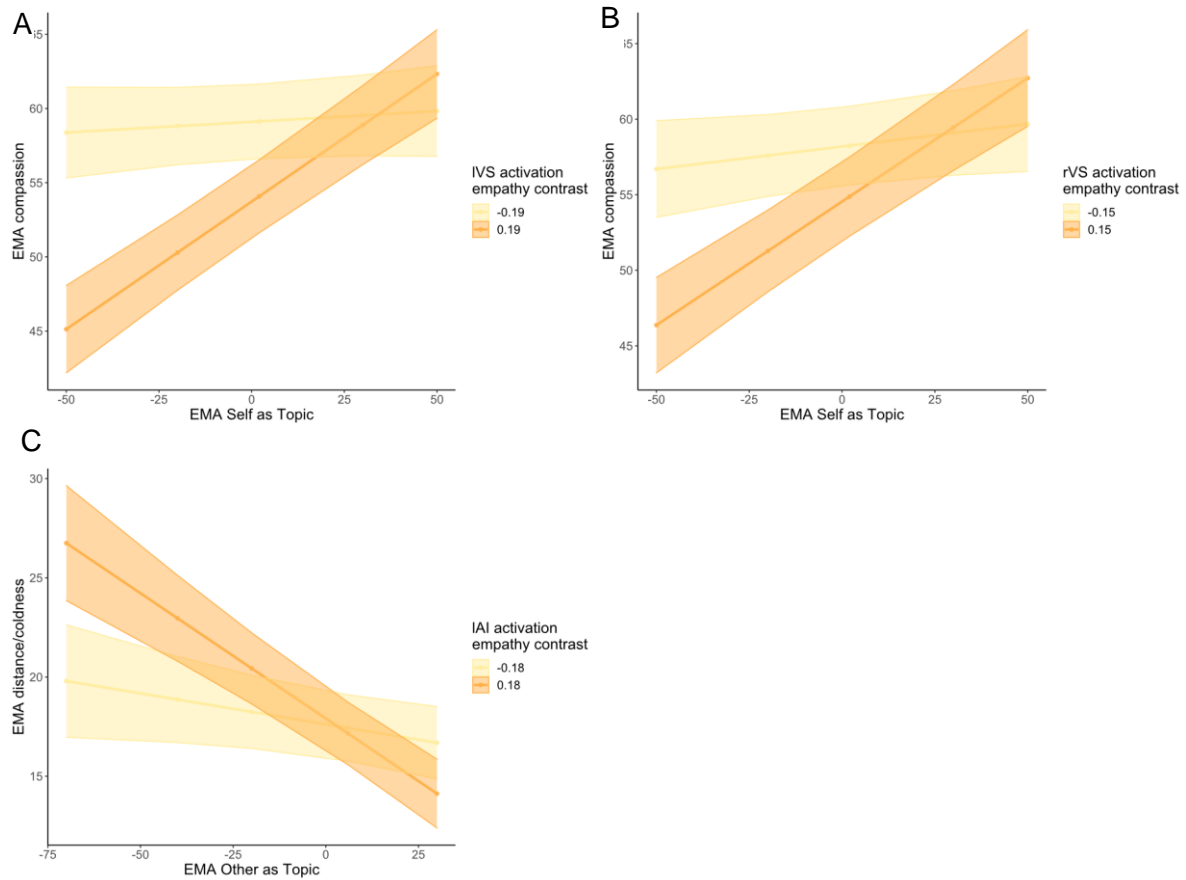 A
65
60
55
50
45
EMA compassion
-50
-25
0
25
50
EMA Self as Topic
lVS activation
empathy contrast
-0.19
0.19
B
65
60
55
50
45
EMA compassion
-50
-25
0
25
50
EMA Self as Topic
rVS activation
empathy contrast
-0.15
0.15
C
30
25
20
15
EMA distance/coldness
-75
-50
-25
0
25
EMA Other as Topic
lAI activation
empathy contrast
-0.18
0.18